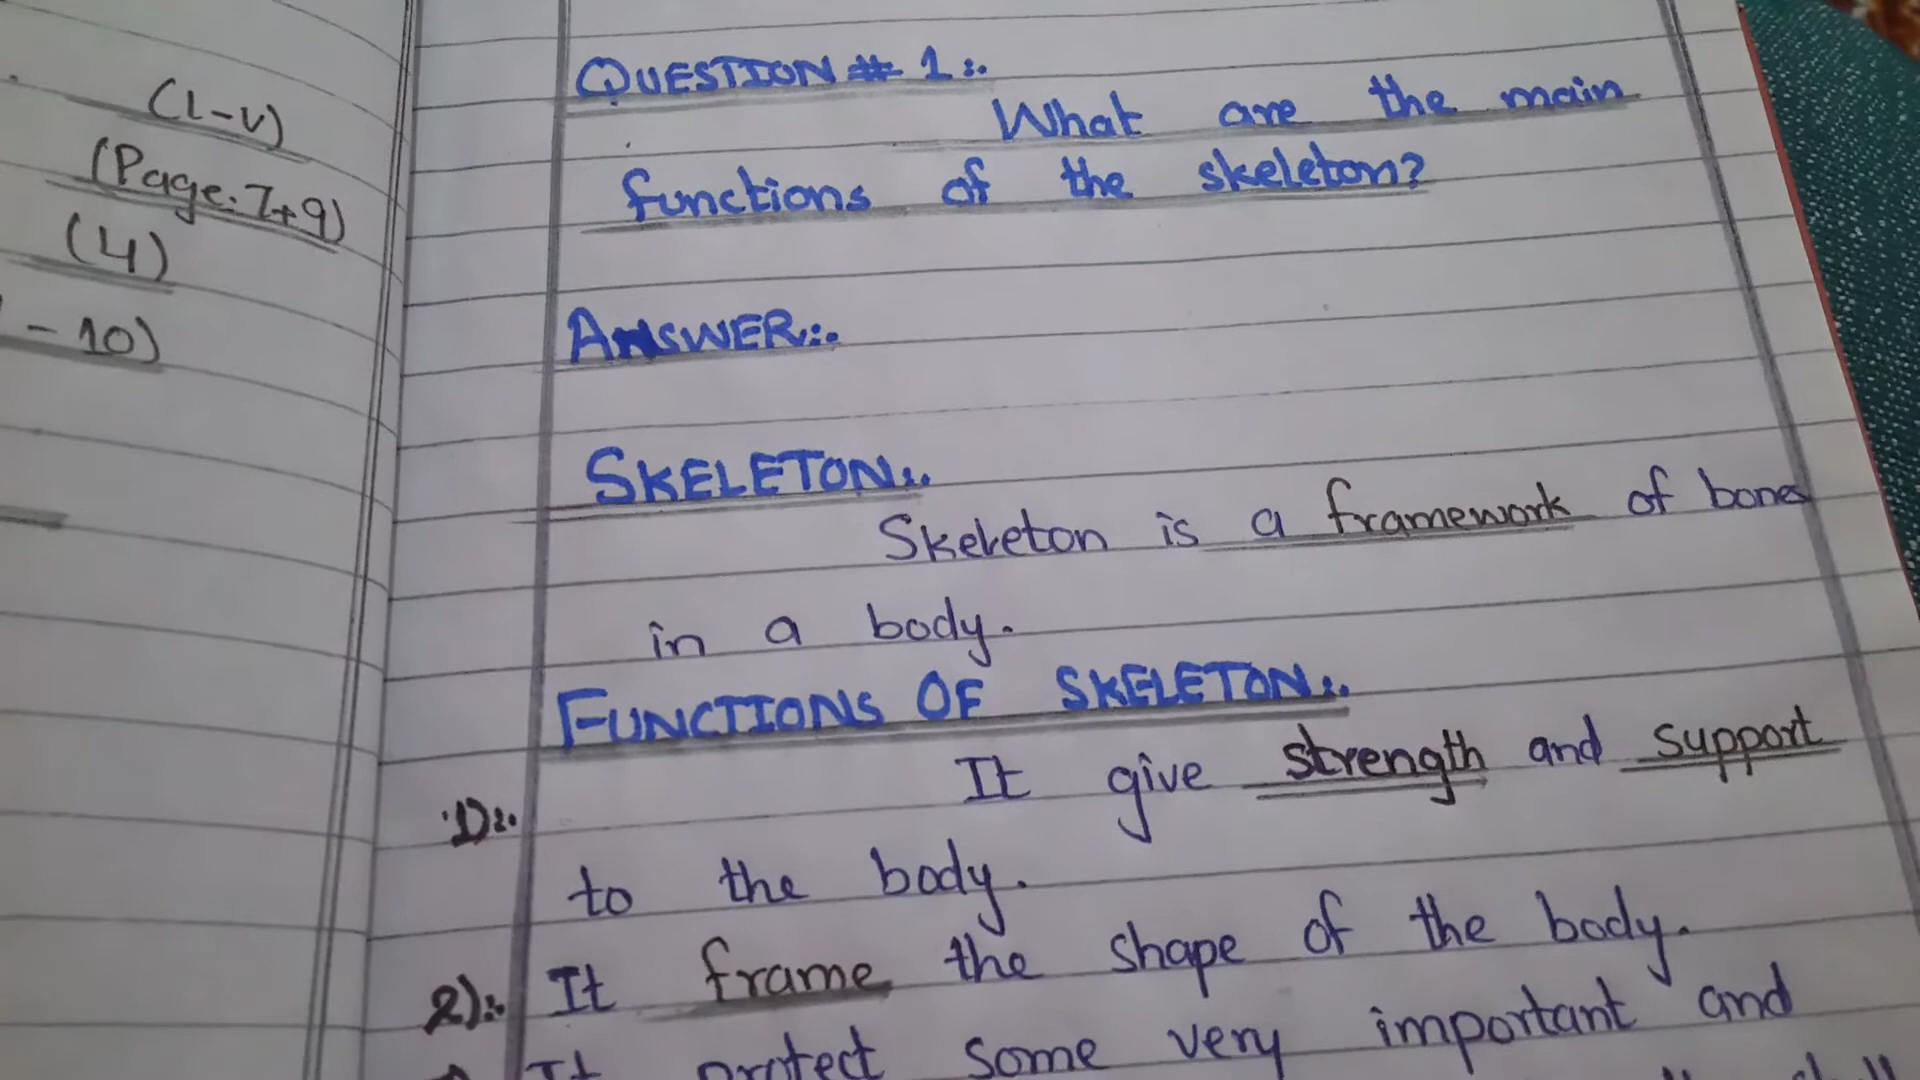 (L-V)
(Page.7+9)
(4)
- 10)
QUESTION # 1:.
What are the main
functions of the skeleton?
ANSWER:.
SKELETON:.
Skeleton is a framework of bones
in a body.
FUNCTIONS OF SKELETON:.
1):. It give strength and support
to the body.
2):. It frame the shape of the body.
It protect some very important and